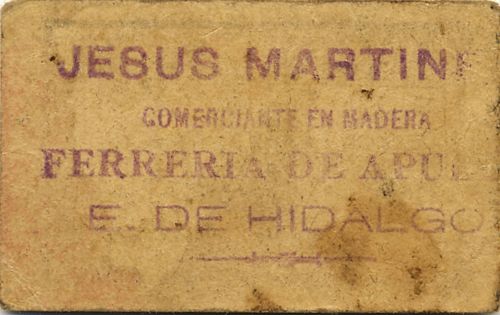 JESUS MARTINE
COMERCIANTE EN MADERA
FERRERIA DE APUL
E. DE HIDALGO